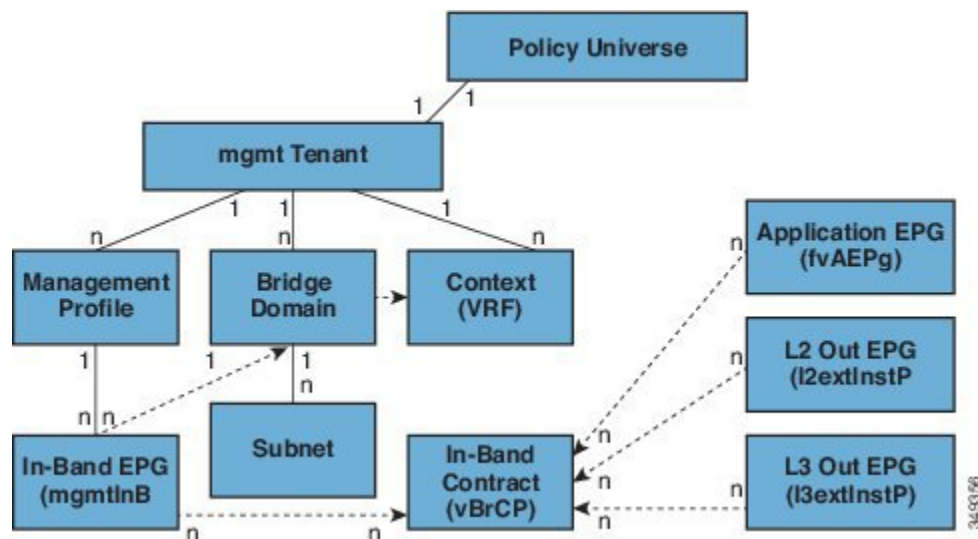 Policy Universe
1
1
mgmt Tenant
1
1
1
n
n
n
Management
Profile
Bridge
Domain
Context
(VRF)
n
Application EPG
(fvAEPg)
1
1
1
n
n
n
n
L2 Out EPG
(l2extInstP
In-Band EPG
(mgmtInB
Subnet
In-Band
Contract
(vBrCP)
n
n
n
n
L3 Out EPG
(l3extInstP)
n
n
349356